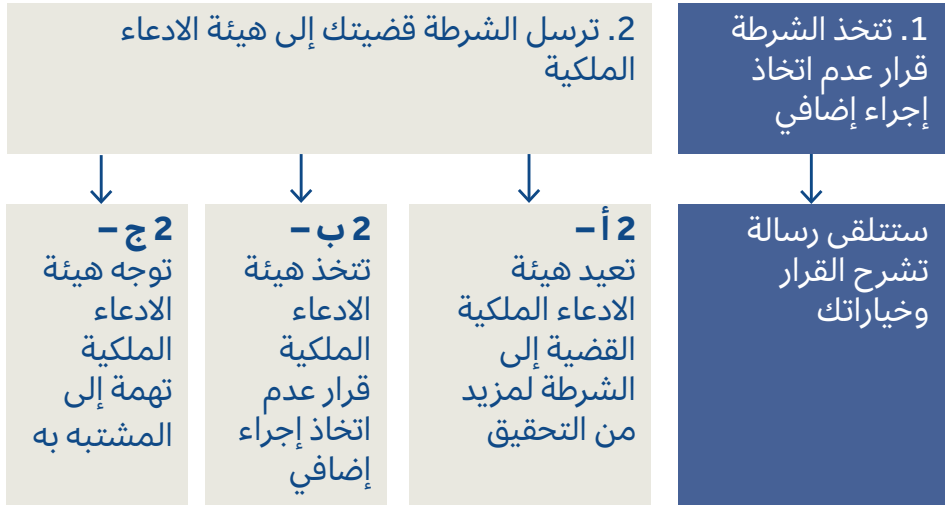 1. تتخذ الشرطة
قرار عدم اتخاذ
إجراء إضافي
ستتلقى رسالة
تشرح القرار
وخياراتك
2. ترسل الشرطة قضيتك إلى هيئة الادعاء
الملكية
2 أ –
تعيد هيئة
الادعاء الملكية
القضية إلى
الشرطة لمزيد
من التحقيق
2 ب –
تتخذ هيئة
الادعاء
الملكية
قرار عدم
اتخاذ إجراء
إضافي
2 ج –
توجه هيئة
الادعاء
الملكية
تهمة إلى
المشتبه به